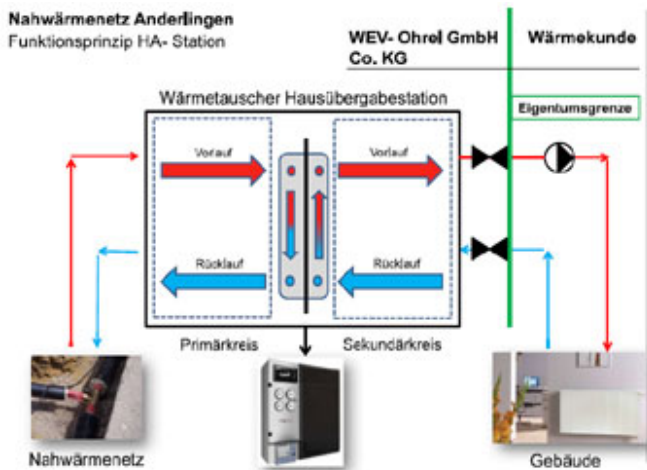 Nahwärmenetz Anderlingen
Funktionsprinzip HA- Station
WEV- Ohrel GmbH
Co. KG
Wärmekunde
Eigentumsgrenze
Wärmetauscher Hausübergabestation
Vorlauf
Vorlauf
Rücklauf
Rücklauf
Primärkreis
Sekundärkreis
Nahwärmenetz
Gebäude